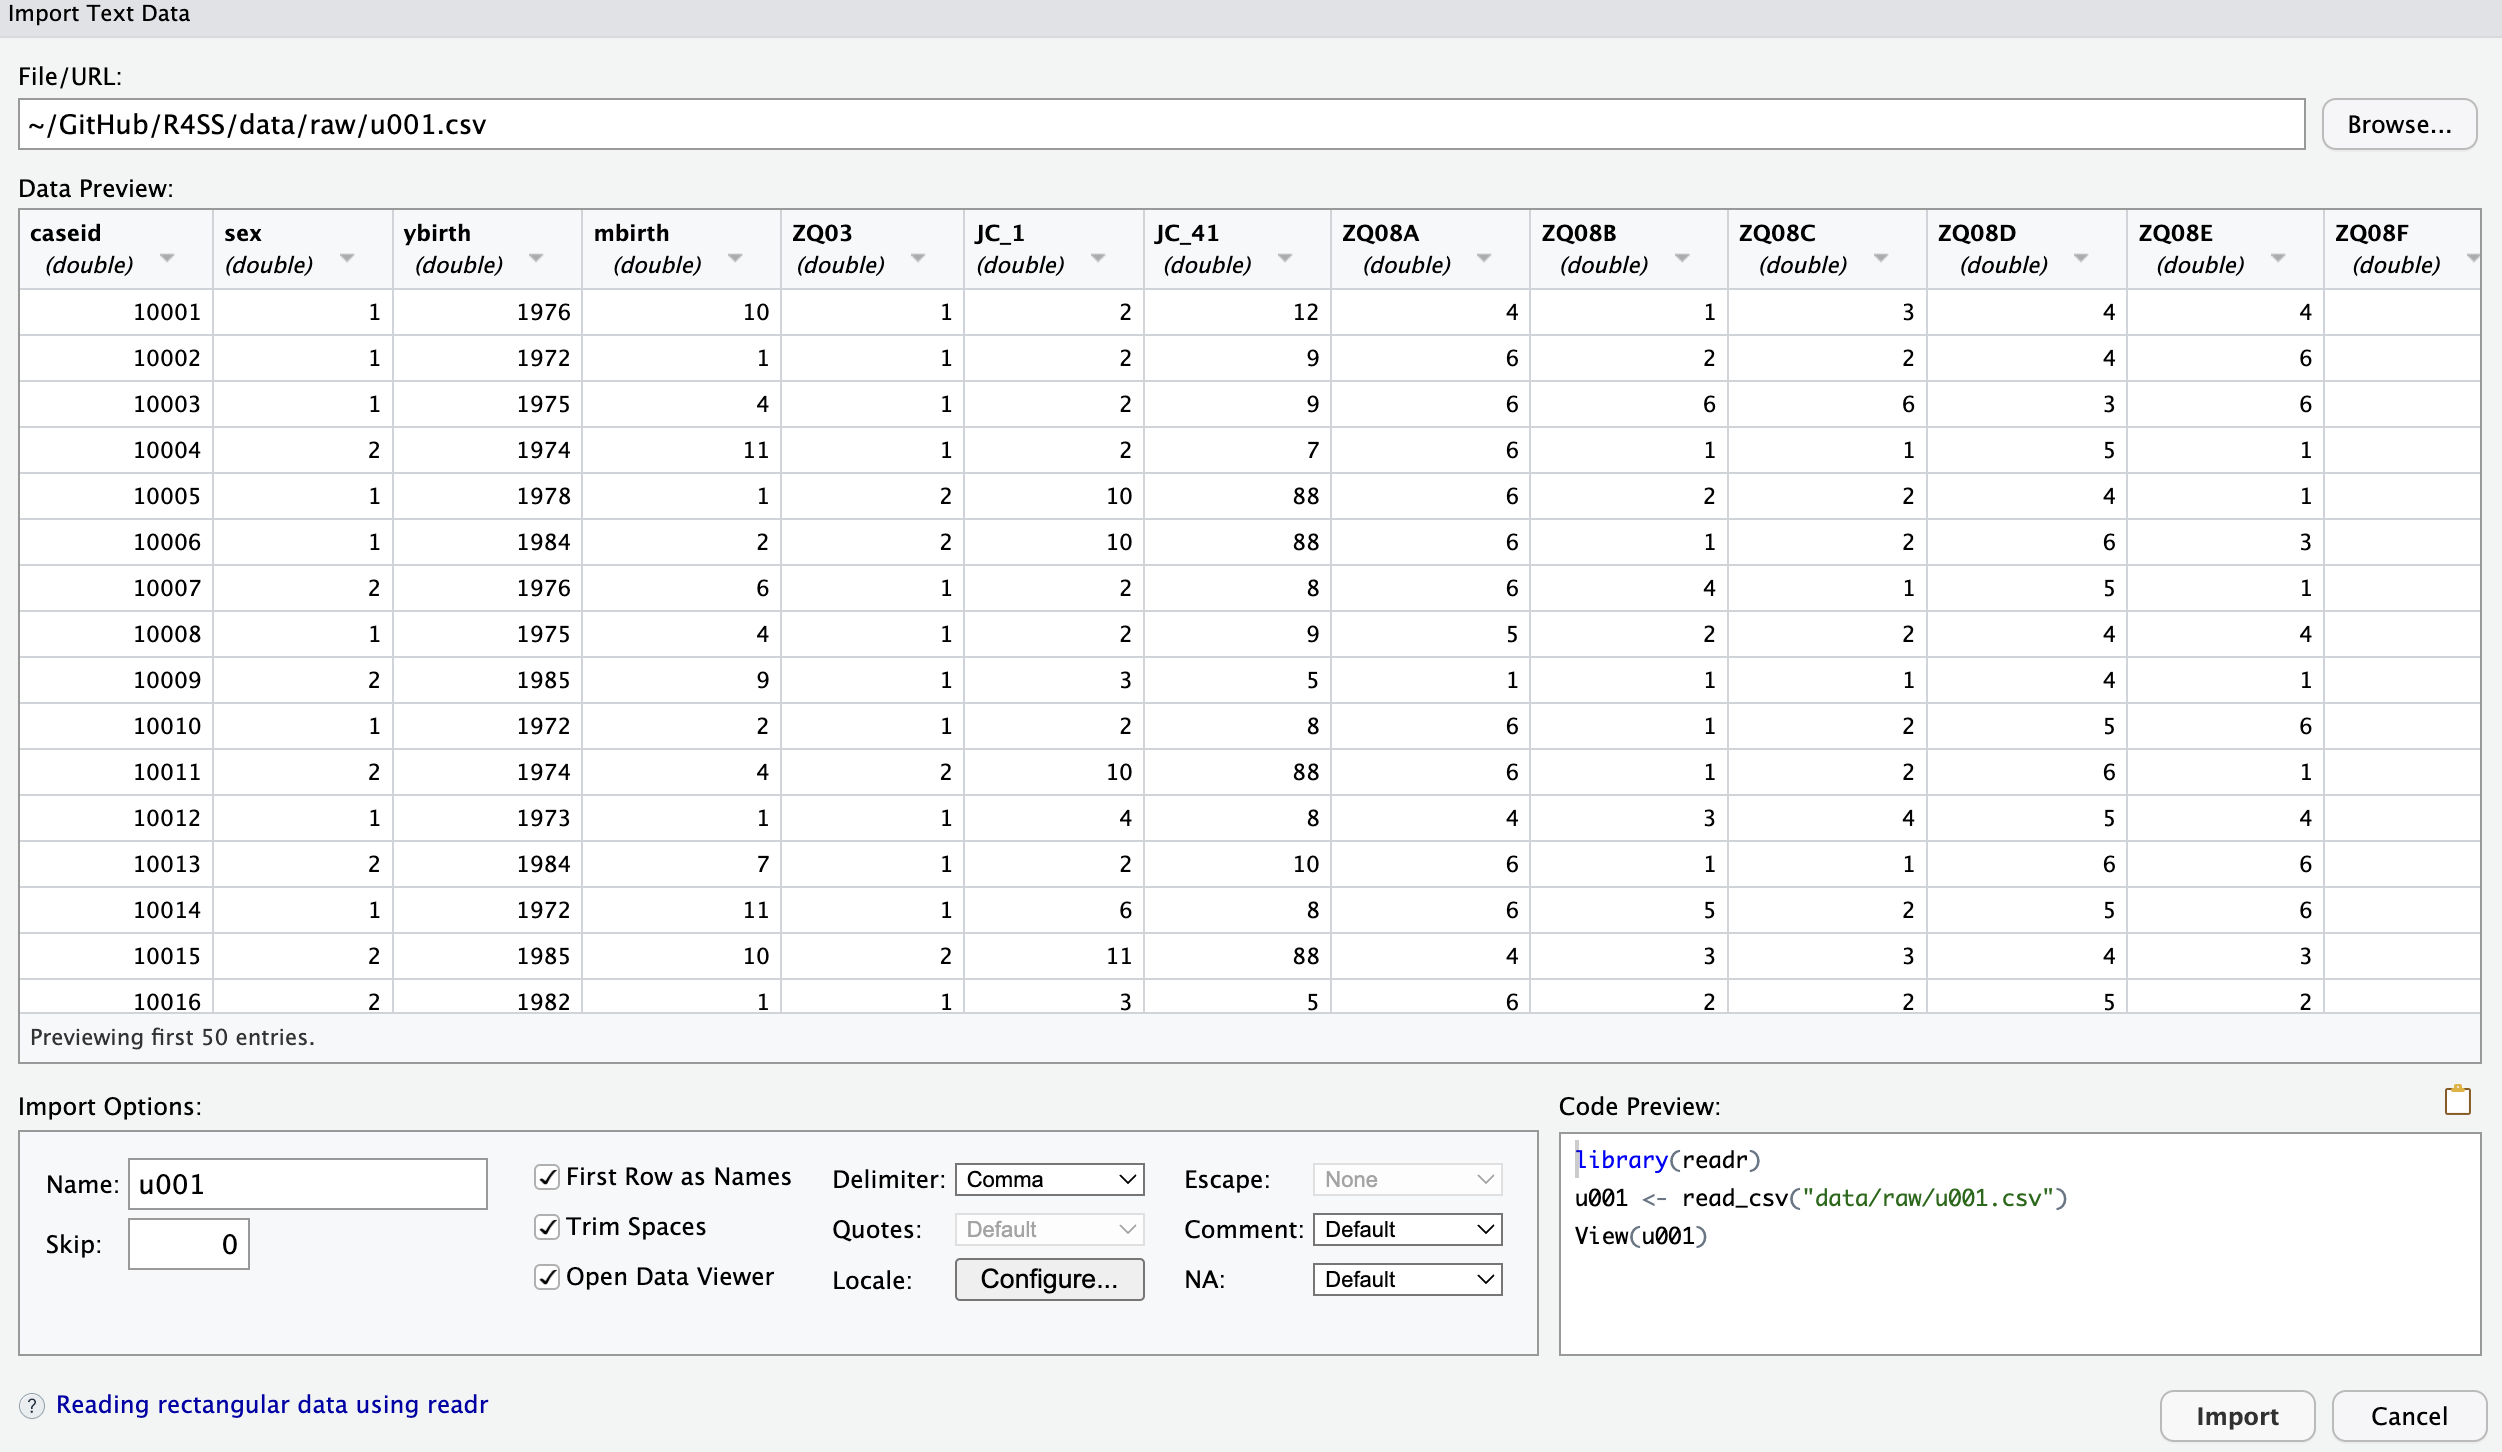 Import Text Data
File/URL:
~/GitHub/R4SS/data/raw/u001.csv Browse...
Data Preview:
caseid sex ybirth mbirth ZQ03 JC_1 JC_41 ZQ08A ZQ08B ZQ08C ZQ08D ZQ08E ZQ08F
(double) (double) (double) (double) (double) (double) (double) (double) (double) (double) (double) (double) (double)
10001 1 1976 10 1 2 12 4 1 3 4 4
10002 1 1972 1 1 2 9 6 2 2 4 6
10003 1 1975 4 1 2 9 6 6 6 3 6
10004 2 1974 11 1 2 7 6 1 1 5 1
10005 1 1978 1 2 10 88 6 2 2 4 1
10006 1 1984 2 2 10 88 6 1 2 6 3
10007 2 1976 6 1 2 8 6 4 1 5 1
10008 1 1975 4 1 2 9 5 2 2 4 4
10009 2 1985 9 1 3 5 1 1 1 4 1
10010 1 1972 2 1 2 8 6 1 2 5 6
10011 2 1974 4 2 10 88 6 1 2 6 1
10012 1 1973 1 1 4 8 4 3 4 5 4
10013 2 1984 7 1 2 10 6 1 1 6 6
10014 1 1972 11 1 6 8 6 5 2 5 6
10015 2 1985 10 2 11 88 4 3 3 4 3
10016 2 1982 1 1 3 5 6 2 2 5 2
Previewing first 50 entries.
Import Options:
Name: u001
Skip: 0
First Row as Names
Trim Spaces
Open Data Viewer
Delimiter: Comma
Quotes: Default
Locale: Configure...
Escape: None
Comment: Default
NA: Default
Code Preview:
library(readr)
u001 <- read_csv("data/raw/u001.csv")
View(u001)
? Reading rectangular data using readr
Import Cancel